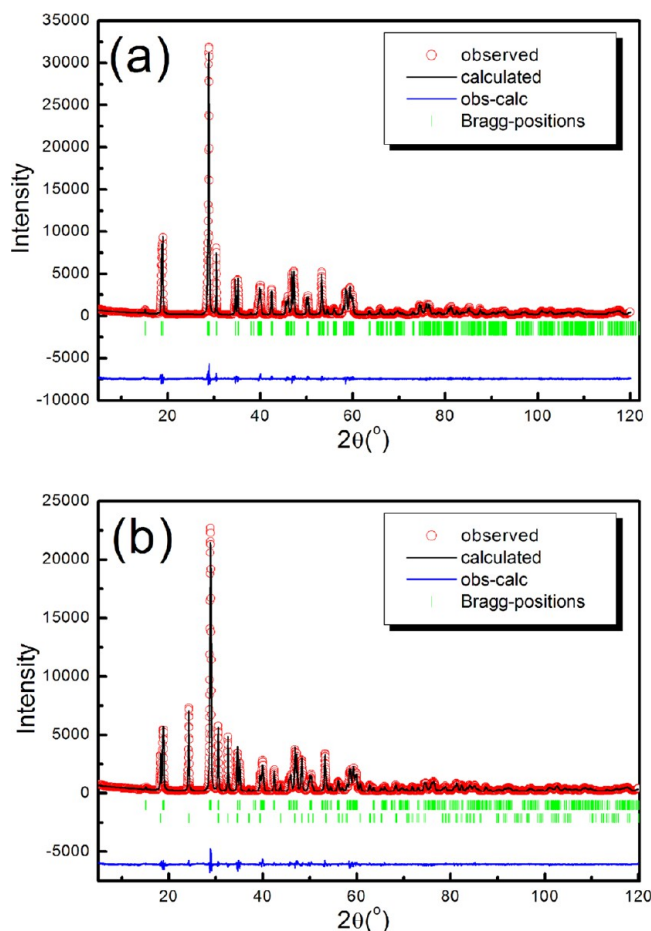 (a)
observed
calculated
obs-calc
Bragg-positions
Intensity
35000
30000
25000
20000
15000
10000
5000
0
-5000
-10000
20 40 60 80 100 120
2θ(°)
(b)
observed
calculated
obs-calc
Bragg-positions
Intensity
25000
20000
15000
10000
5000
0
-5000
20 40 60 80 100 120
2θ(°)